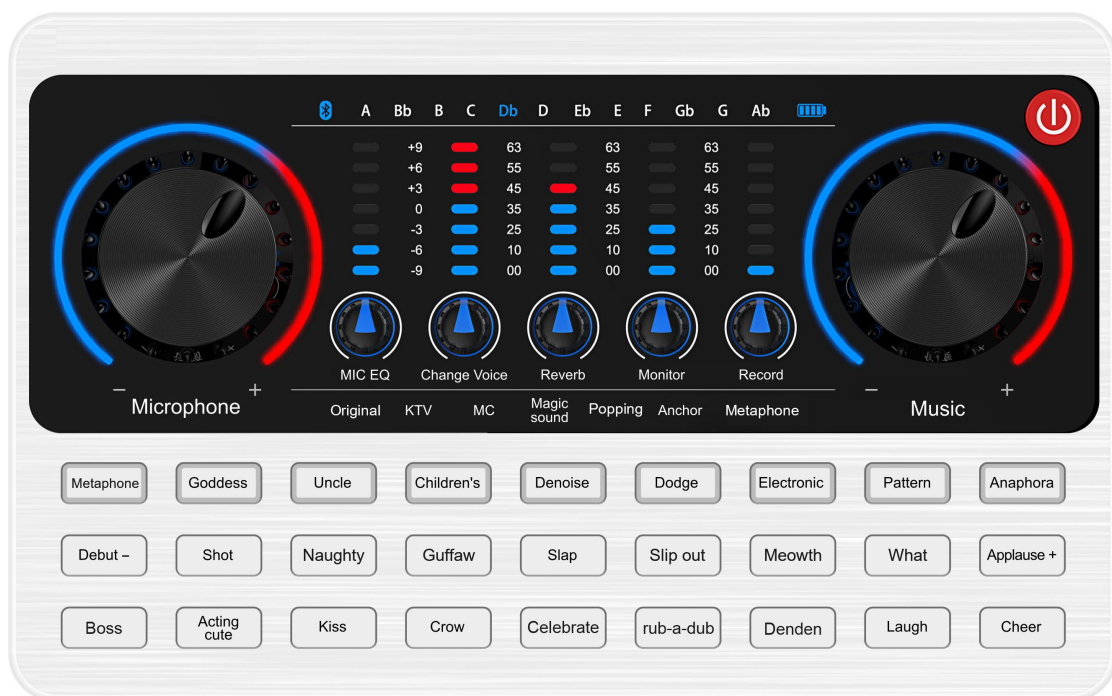 A Bb B C Db D Eb E F Gb G Ab
+9 63 63 63
+6 55 55 55
+3 45 45 45
0 35 35 35
-3 25 25 25
-6 10 10 10
-9 00 00 00
MIC EQ Change Voice Reverb Monitor Record
− + − +
Microphone Music
Original KTV MC Magic sound Popping Anchor Metaphone
Metaphone Goddess Uncle Children's Denoise Dodge Electronic Pattern Anaphora
Debut – Shot Naughty Guffaw Slap Slip out Meowth What Applause +
Boss Acting cute Kiss Crow Celebrate rub-a-dub Denden Laugh Cheer